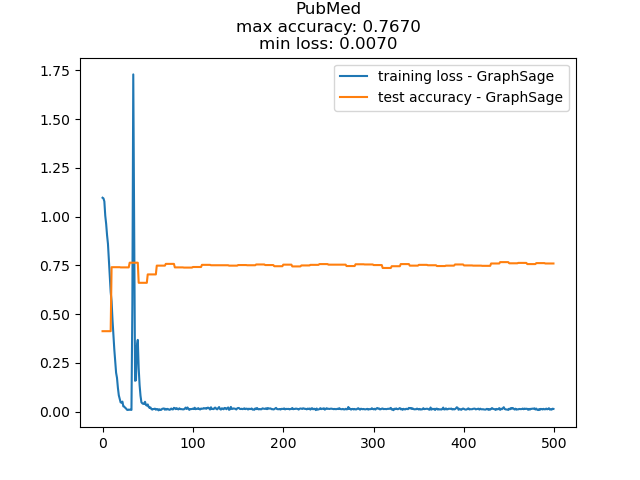 PubMed
max accuracy: 0.7670
min loss: 0.0070
1.75
1.50
1.25
1.00
0.75
0.50
0.25
0.00
training loss - GraphSage
test accuracy - GraphSage
0 100 200 300 400 500